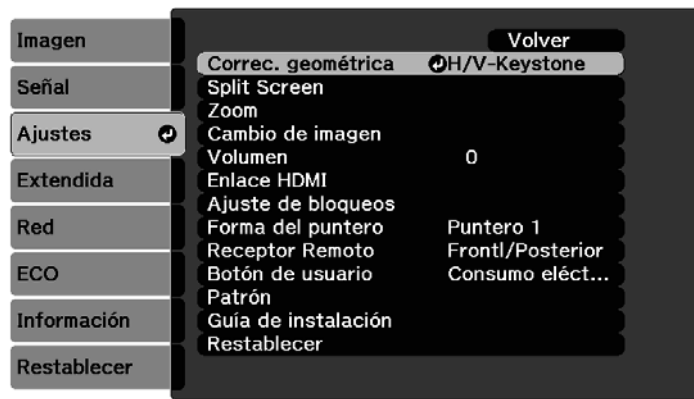 Imagen
Señal
Ajustes
Extendida
Red
ECO
Información
Restablecer
Volver
Correc. geométrica H/V-Keystone
Split Screen
Zoom
Cambio de imagen
Volumen 0
Enlace HDMI
Ajuste de bloqueos
Forma del puntero Puntero 1
Receptor Remoto Frontl/Posterior
Botón de usuario Consumo eléct...
Patrón
Guía de instalación
Restablecer